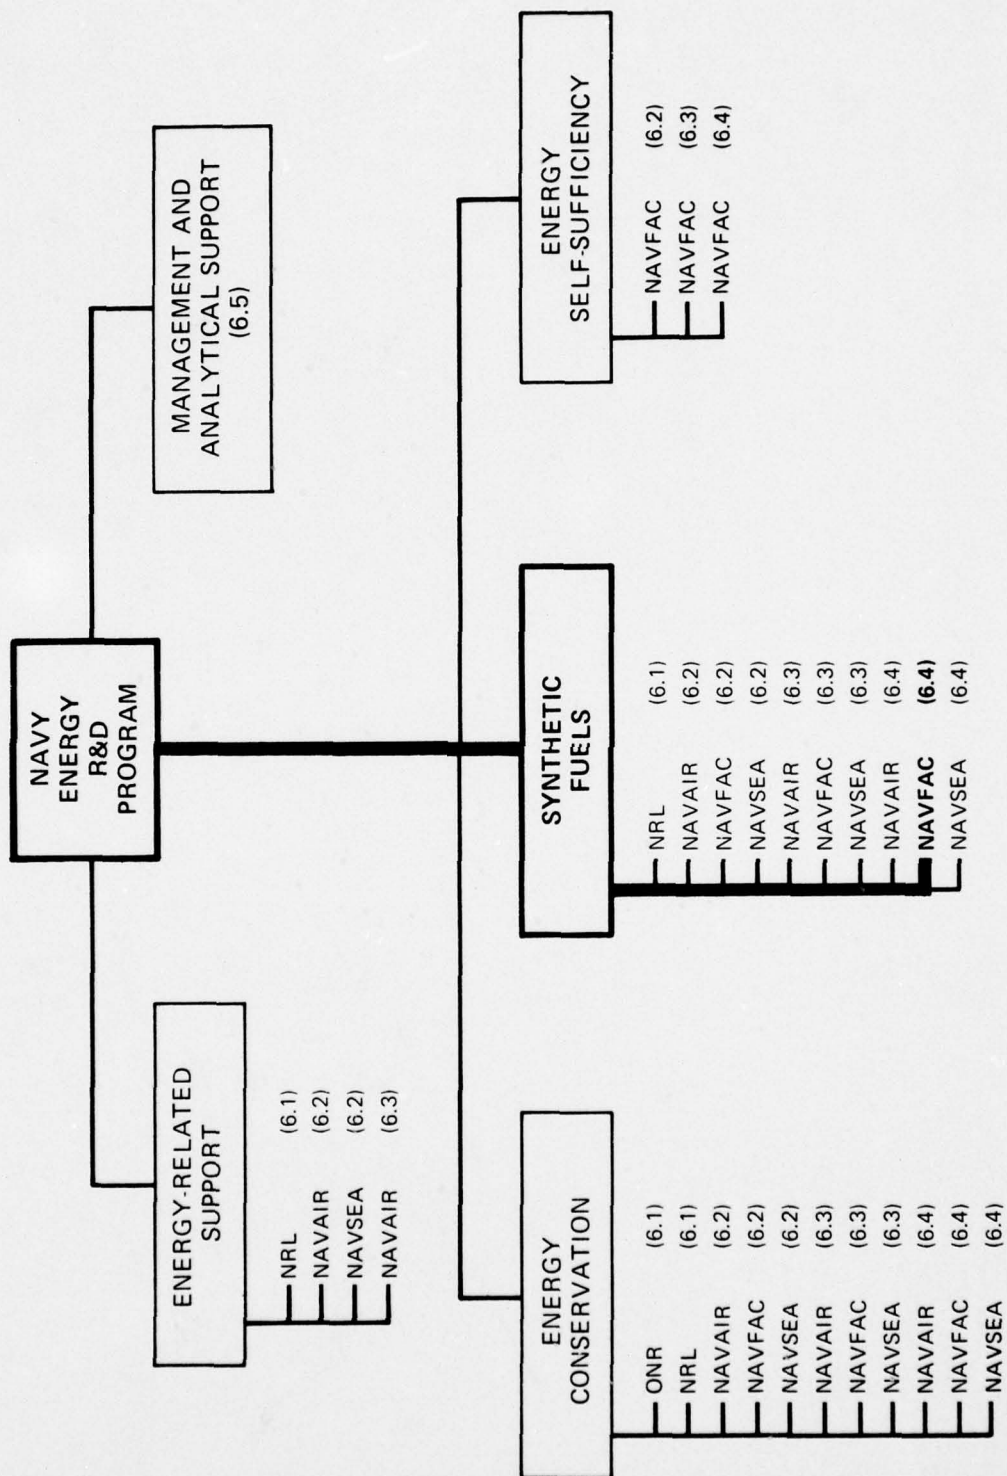 NAVY
ENERGY
R&D
PROGRAM
ENERGY-RELATED
SUPPORT
NRL (6.1)
NAVAIR (6.2)
NAVSEA (6.2)
NAVAIR (6.3)
MANAGEMENT AND
ANALYTICAL SUPPORT
(6.5)
ENERGY
CONSERVATION
ONR (6.1)
NRL (6.1)
NAVAIR (6.2)
NAVFAC (6.2)
NAVSEA (6.2)
NAVAIR (6.3)
NAVFAC (6.3)
NAVSEA (6.3)
NAVAIR (6.4)
NAVFAC (6.4)
NAVSEA (6.4)
SYNTHETIC
FUELS
NRL (6.1)
NAVAIR (6.2)
NAVFAC (6.2)
NAVSEA (6.2)
NAVAIR (6.3)
NAVFAC (6.3)
NAVSEA (6.3)
NAVAIR (6.4)
NAVFAC (6.4)
NAVSEA (6.4)
ENERGY
SELF-SUFFICIENCY
NAVFAC (6.2)
NAVFAC (6.3)
NAVFAC (6.4)